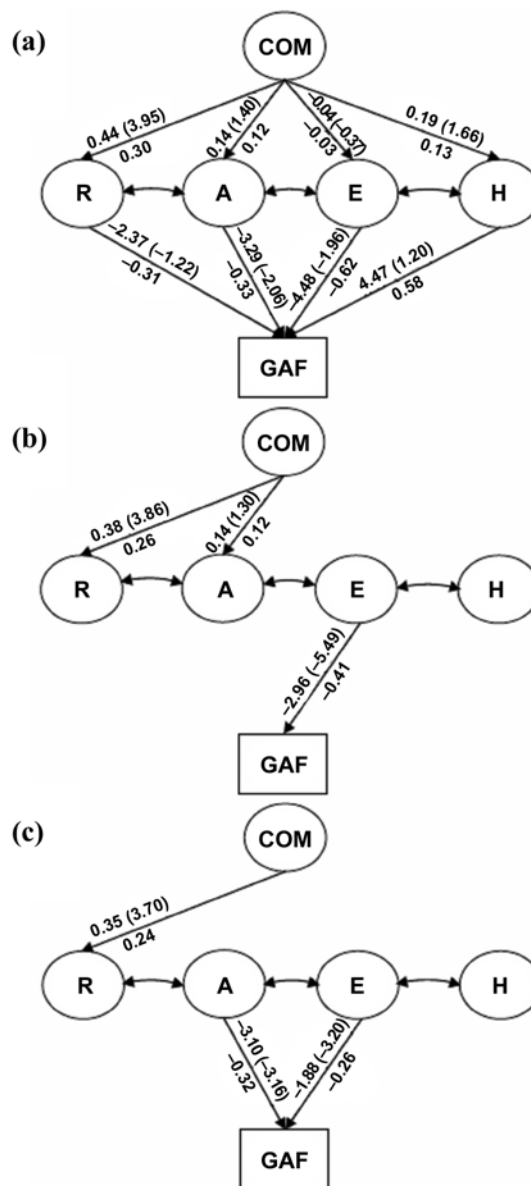 (a)
COM
0.44 (3.95)
0.30
0.14 (1.40)
0.12
–0.04(–0.37)
–0.03
0.19 (1.66)
0.13
R
A
E
H
–2.37 (–1.22)
–0.31
–3.29 (–2.06)
–0.33
–4.48 (–1.96)
–0.62
4.47 (1.20)
0.58
GAF
(b)
COM
0.38 (3.86)
0.26
0.14 (1.30)
0.12
R
A
E
H
–2.96 (–5.49)
–0.41
GAF
(c)
COM
0.35 (3.70)
0.24
R
A
E
H
–3.10 (–3.16)
–0.32
–1.88 (–3.20)
–0.26
GAF